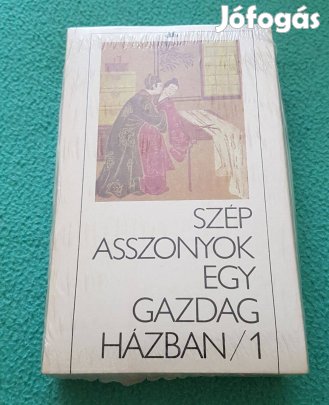 Jófogás
SZÉP
ASSZONYOK
EGY
GAZDAG
HÁZBAN/1